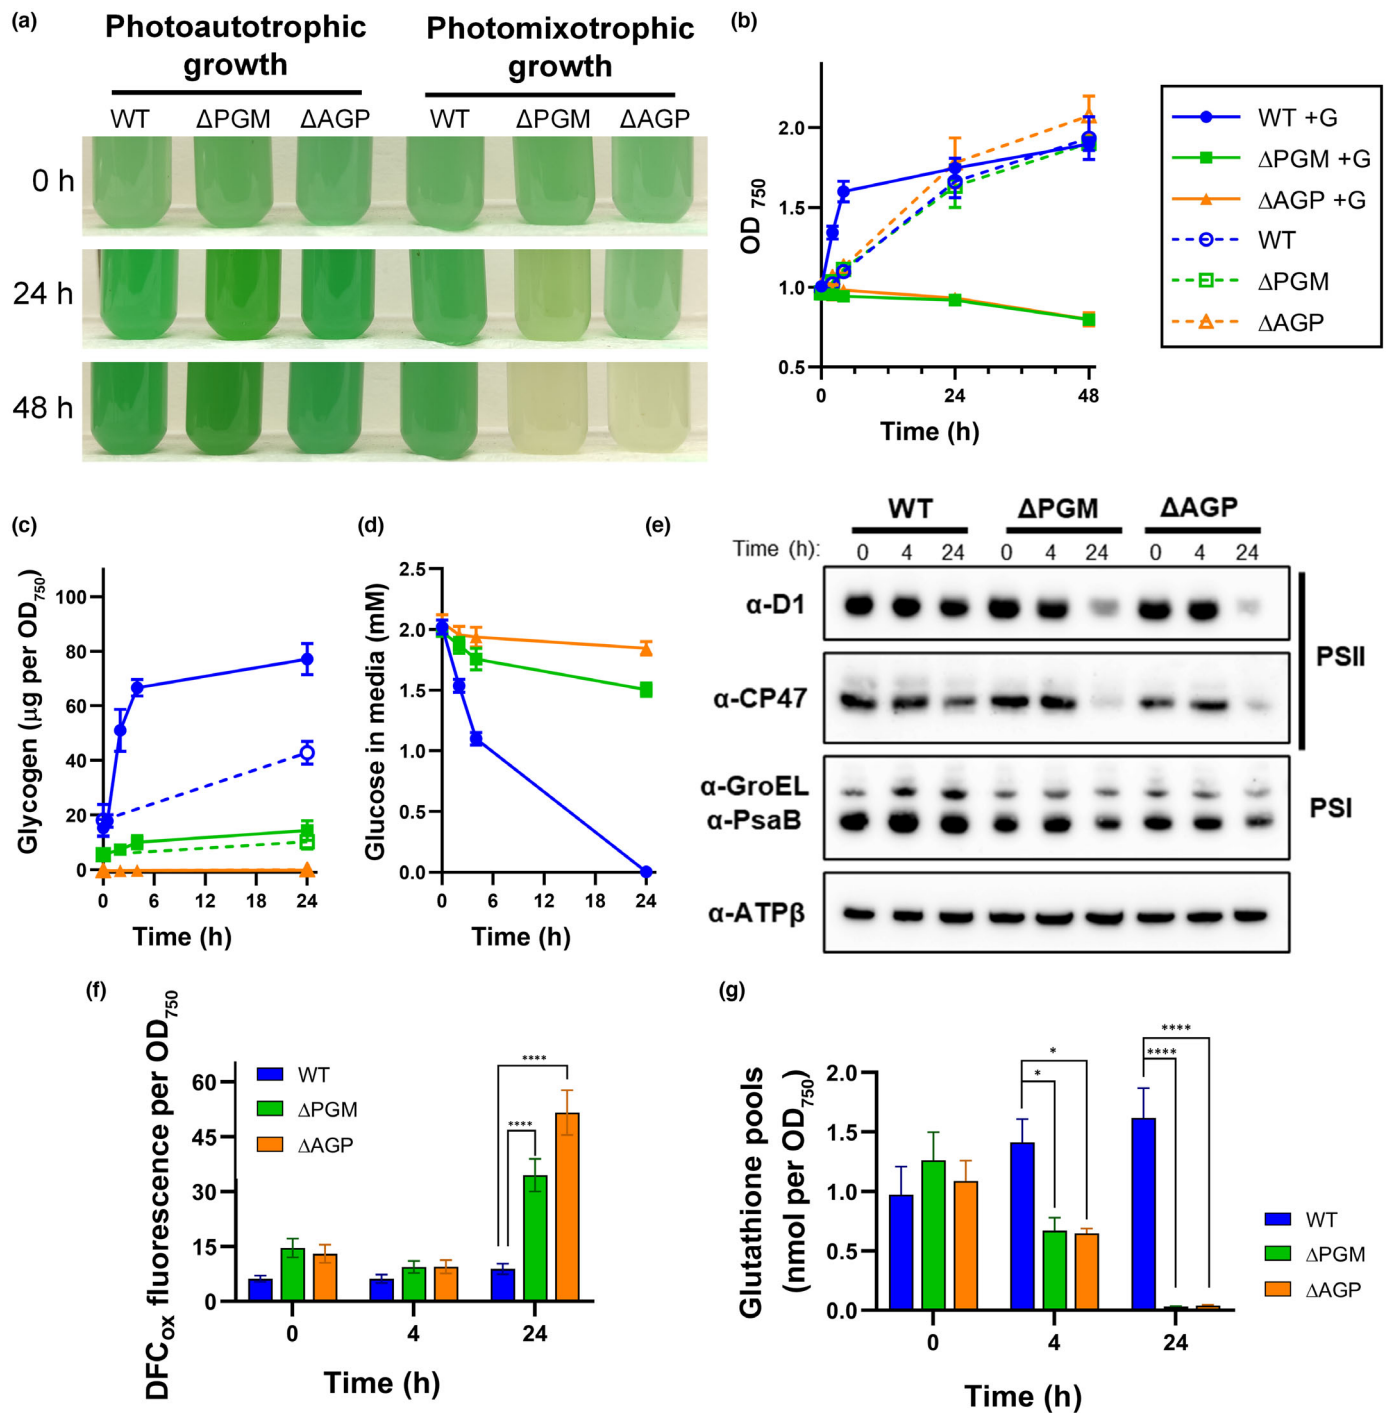 (a)
Photoautotrophic
growth
Photomixotrophic
growth
WT ΔPGM ΔAGP WT ΔPGM ΔAGP
0 h
24 h
48 h
(b)
OD 750
2.0
1.5
1.0
0.5
0 24 48
Time (h)
WT +G
ΔPGM +G
ΔAGP +G
WT
ΔPGM
ΔAGP
(c)
Glycogen (µg per OD750)
100
80
60
40
20
0
0 6 12 18 24
Time (h)
(d)
Glucose in media (mM)
2.5
2.0
1.5
1.0
0.5
0.0
0 6 12 18 24
Time (h)
(e)
WT ΔPGM ΔAGP
Time (h): 0 4 24 0 4 24 0 4 24
α-D1
α-CP47
PSII
α-GroEL
α-PsaB
PSI
α-ATPβ
(f)
DFCOX fluorescence per OD750
60
45
30
15
0
WT
ΔPGM
ΔAGP
****
****
0 4 24
Time (h)
(g)
Glutathione pools
(nmol per OD750)
2.0
1.5
1.0
0.5
0.0
*
*
****
****
0 4 24
Time (h)
WT
ΔPGM
ΔAGP